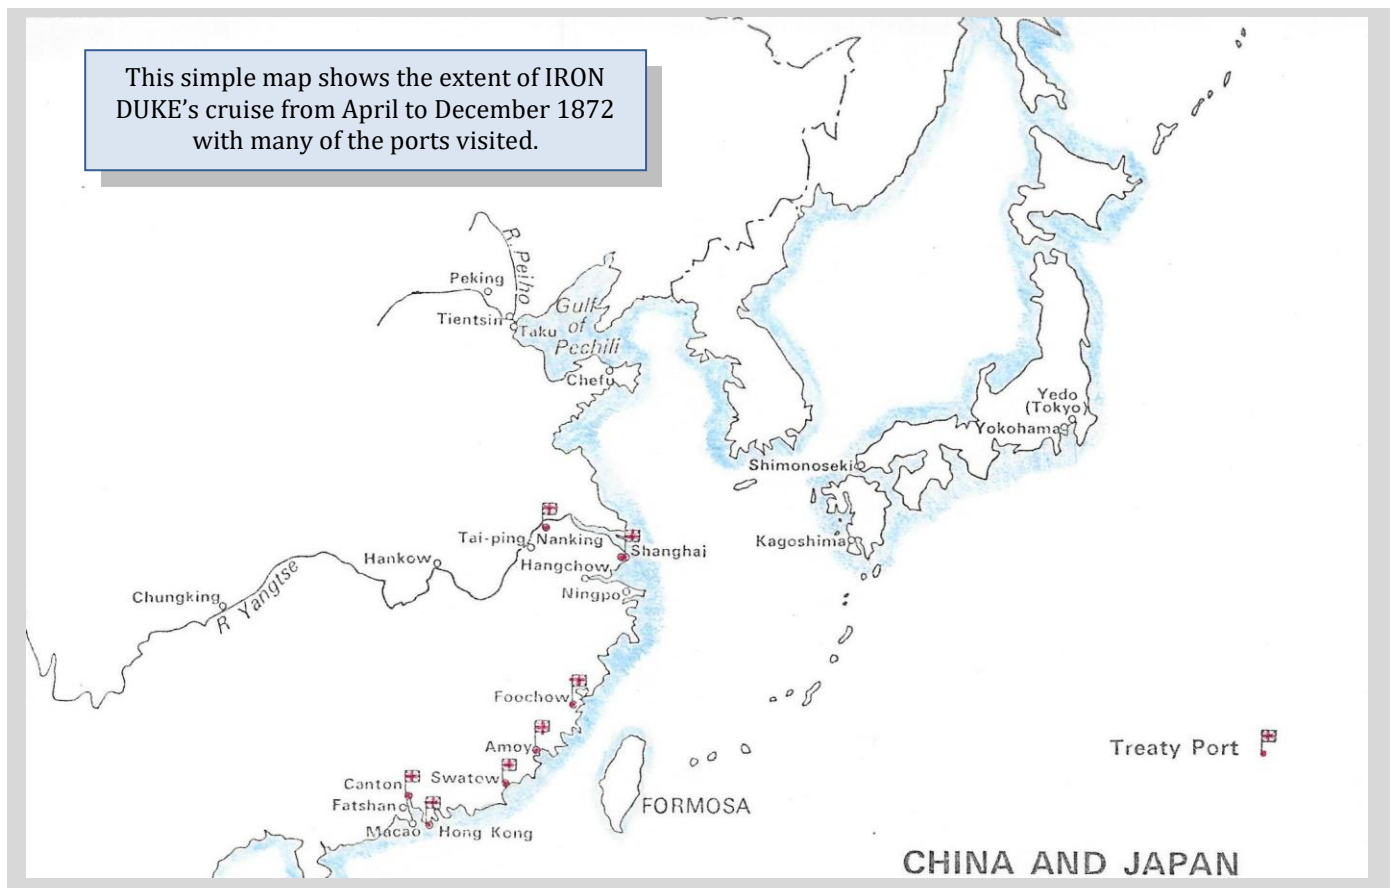 This simple map shows the extent of IRON
DUKE’s cruise from April to December 1872
with many of the ports visited.
R. Peiho
Peking
Tientsin
Taku
Gulf
of
Pechili
Chefu
Yedo
(Tokyo)
Yokohama
Shimonoseki
Kagoshima
Tai-ping
Nanking
Shanghai
Hangchow
Ningpo
Hankow
Chungking
R Yangtse
Foochow
Amoy
Swatow
Canton
Fatshan
Macao
Hong Kong
FORMOSA
Treaty Port
CHINA AND JAPAN